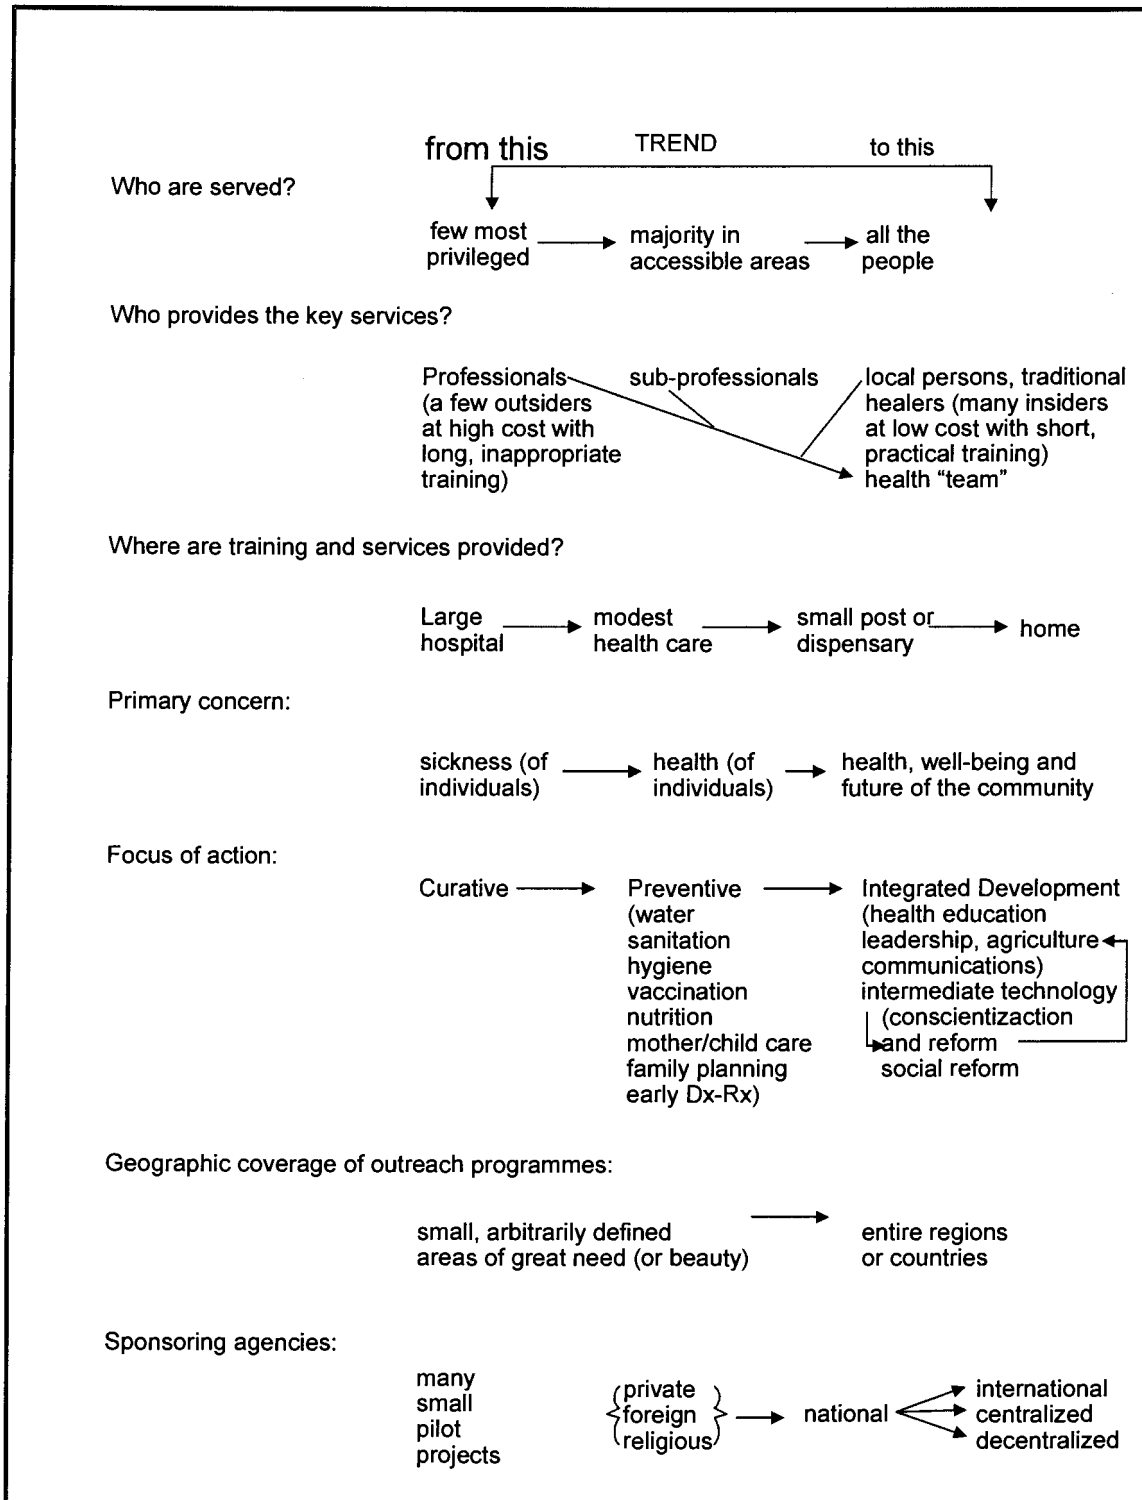 from this TREND to this
Who are served?
few most majority in all the
privileged accessible areas people
Who provides the key services?
Professionals sub-professionals local persons, traditional
(a few outsiders healers (many insiders
at high cost with at low cost with short,
long, inappropriate practical training)
training) health “team”
Where are training and services provided?
Large modest small post or home
hospital health care dispensary
Primary concern:
sickness (of health (of health, well-being and
individuals) individuals) future of the community
Focus of action:
Curative Preventive Integrated Development
(water (health education
sanitation leadership, agriculture
hygiene communications)
vaccination intermediate technology
nutrition (conscientizaction
mother/child care and reform
family planning social reform
early Dx-Rx)
Geographic coverage of outreach programmes:
small, arbitrarily defined entire regions
areas of great need (or beauty) or countries
Sponsoring agencies:
many
small
pilot
projects
(private
foreign
religious)
national
international
centralized
decentralized